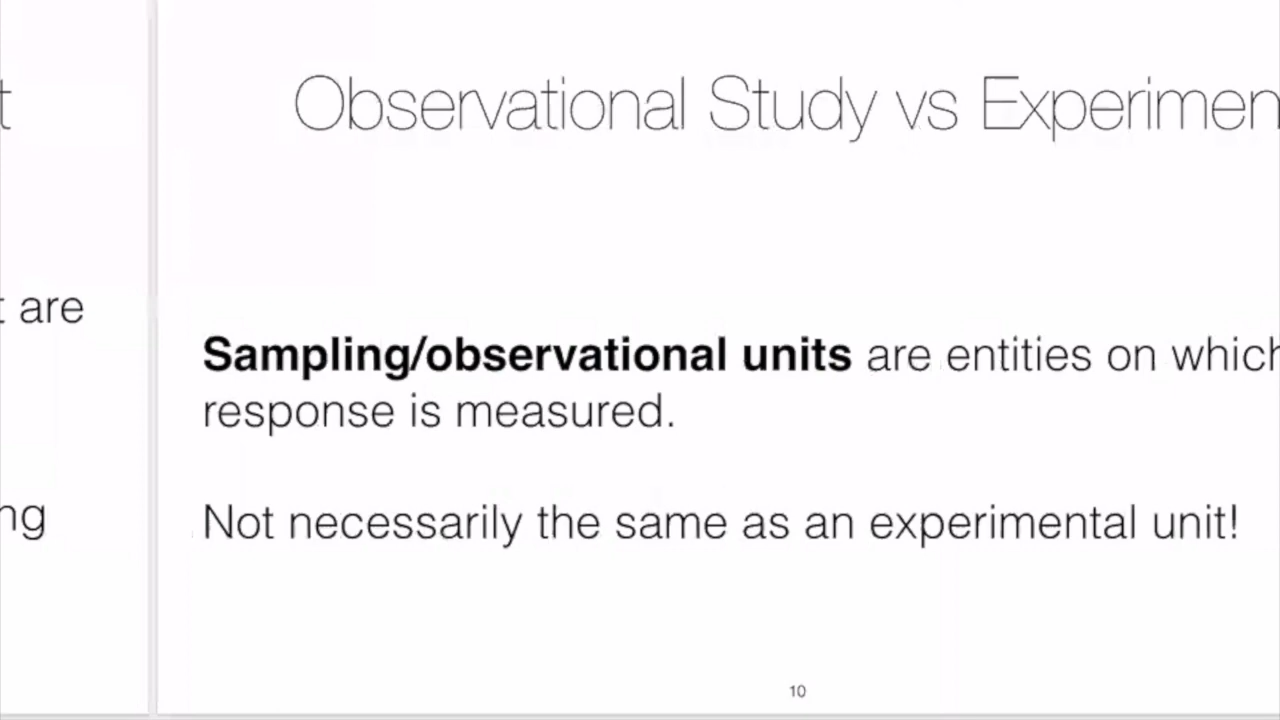 t
t are
ng
Observational Study vs Experimen
Sampling/observational units are entities on which
response is measured.
Not necessarily the same as an experimental unit!
10